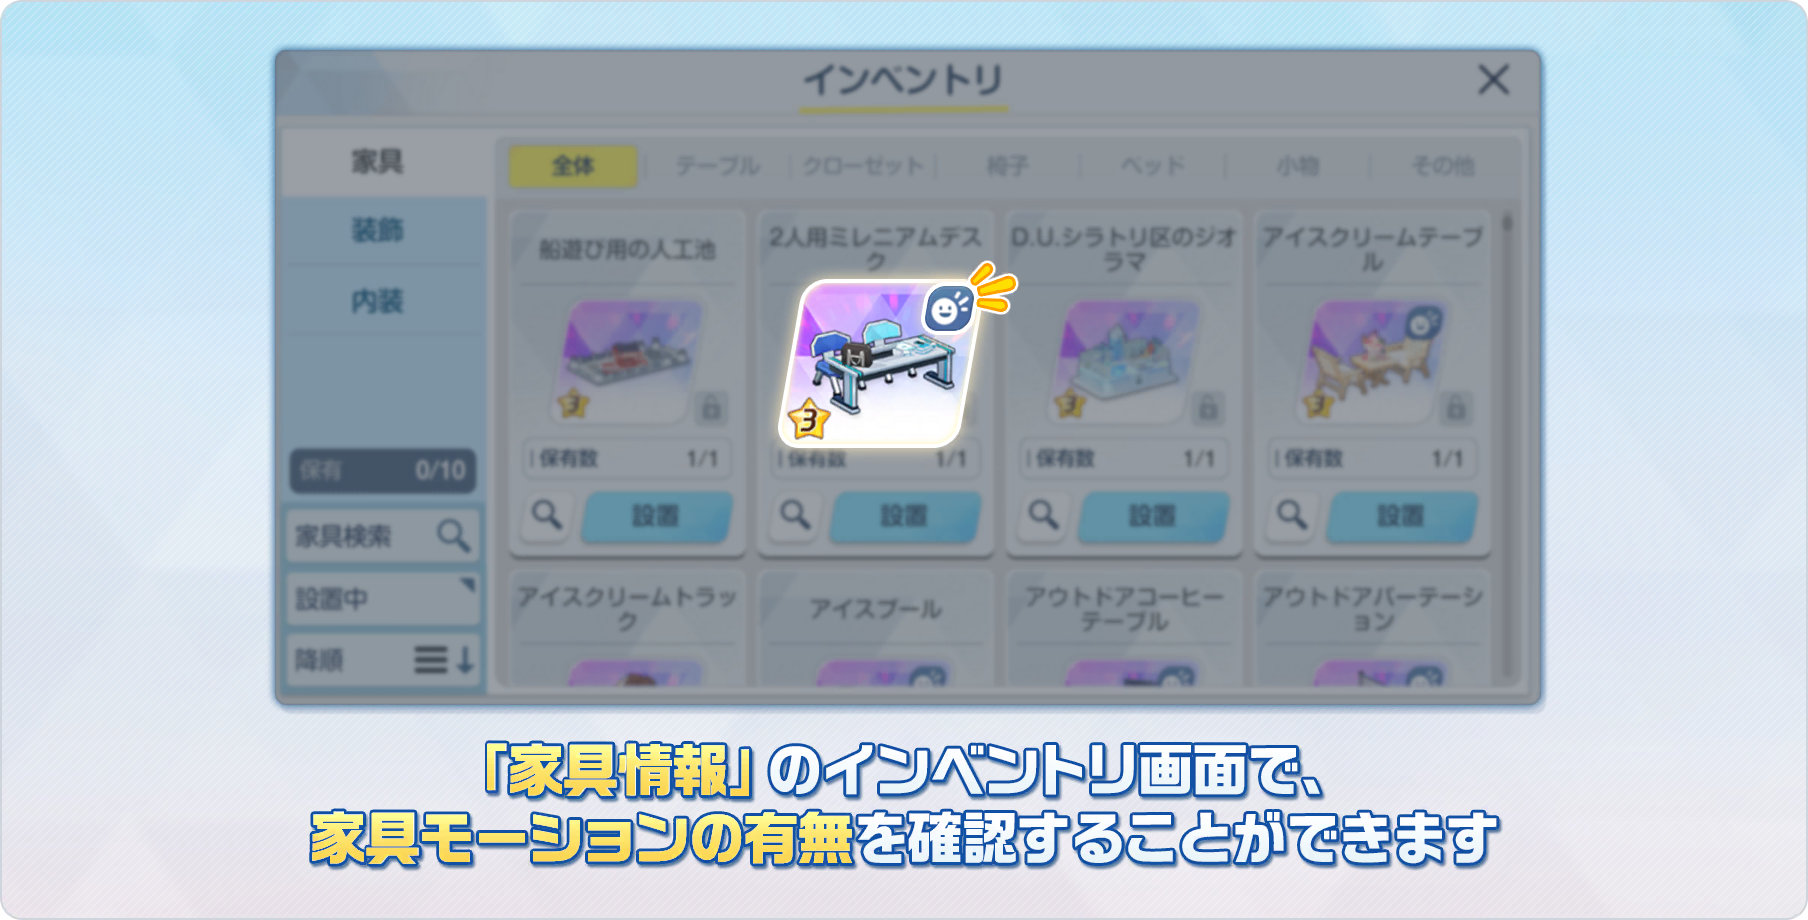 インベントリ
家具
装飾
内装
保有 0/10
家具検索
設置中
降順
全体 テーブル クローゼット 椅子 ベッド 小物 その他
船遊び用の人工池
3
保有数 1/1
設置
2人用ミレニアムデス
ク
3
保有数 1/1
設置
D.U.シラトリ区のジオ
ラマ
3
保有数 1/1
設置
アイスクリームテーブ
ル
3
保有数 1/1
設置
アイスクリームトラッ
ク
アイスプール
アウトドアコーヒー
テーブル
アウトドアパーテーシ
ョン
「家具情報」のインベントリ画面で、
家具モーションの有無を確認することができます